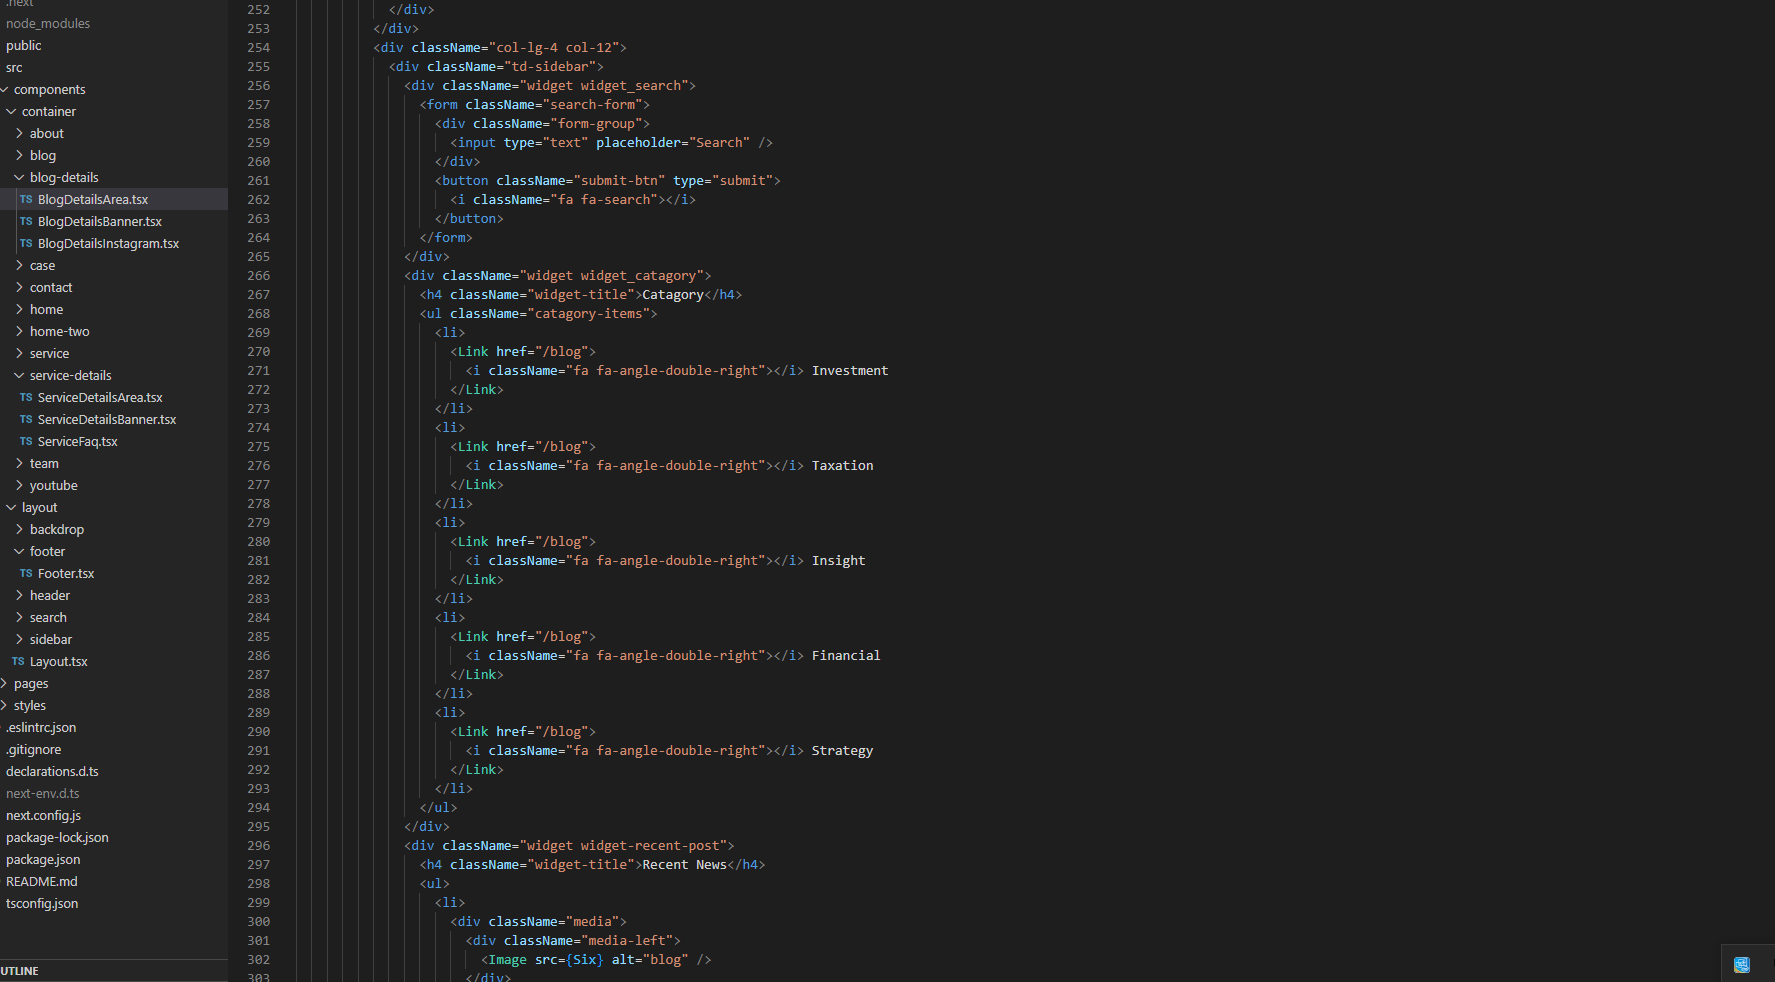 .next
node_modules
public
src
components
container
about
blog
blog-details
TS BlogDetailsArea.tsx
TS BlogDetailsBanner.tsx
TS BlogDetailsInstagram.tsx
case
contact
home
home-two
service
service-details
TS ServiceDetailsArea.tsx
TS ServiceDetailsBanner.tsx
TS ServiceFaq.tsx
team
youtube
layout
backdrop
footer
TS Footer.tsx
header
search
sidebar
TS Layout.tsx
pages
styles
.eslintrc.json
.gitignore
declarations.d.ts
next-env.d.ts
next.config.js
package-lock.json
package.json
README.md
tsconfig.json
UTLINE
252 </div>
253 </div>
254 <div className="col-lg-4 col-12">
255 <div className="td-sidebar">
256 <div className="widget widget_search">
257 <form className="search-form">
258 <div className="form-group">
259 <input type="text" placeholder="Search" />
260 </div>
261 <button className="submit-btn" type="submit">
262 <i className="fa fa-search"></i>
263 </button>
264 </form>
265 </div>
266 <div className="widget widget_catagory">
267 <h4 className="widget-title">Catagory</h4>
268 <ul className="catagory-items">
269 <li>
270 <Link href="/blog">
271 <i className="fa fa-angle-double-right"></i> Investment
272 </Link>
273 </li>
274 <li>
275 <Link href="/blog">
276 <i className="fa fa-angle-double-right"></i> Taxation
277 </Link>
278 </li>
279 <li>
280 <Link href="/blog">
281 <i className="fa fa-angle-double-right"></i> Insight
282 </Link>
283 </li>
284 <li>
285 <Link href="/blog">
286 <i className="fa fa-angle-double-right"></i> Financial
287 </Link>
288 </li>
289 <li>
290 <Link href="/blog">
291 <i className="fa fa-angle-double-right"></i> Strategy
292 </Link>
293 </li>
294 </ul>
295 </div>
296 <div className="widget widget-recent-post">
297 <h4 className="widget-title">Recent News</h4>
298 <ul>
299 <li>
300 <div className="media">
301 <div className="media-left">
302 <Image src={Six} alt="blog" />
303 </div>